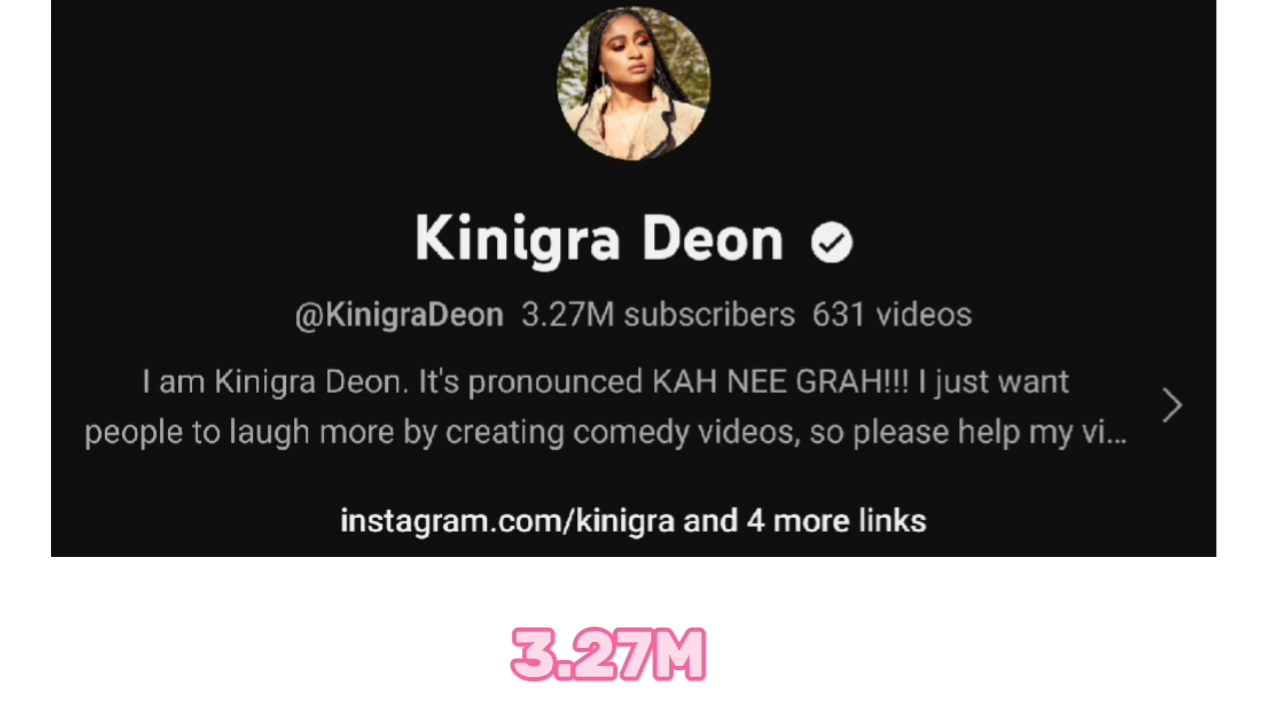 Kinigra Deon
@KinigraDeon 3.27M subscribers 631 videos
I am Kinigra Deon. It's pronounced KAH NEE GRAH!!! I just want
people to laugh more by creating comedy videos, so please help my vi...
instagram.com/kinigra and 4 more links
3.27M